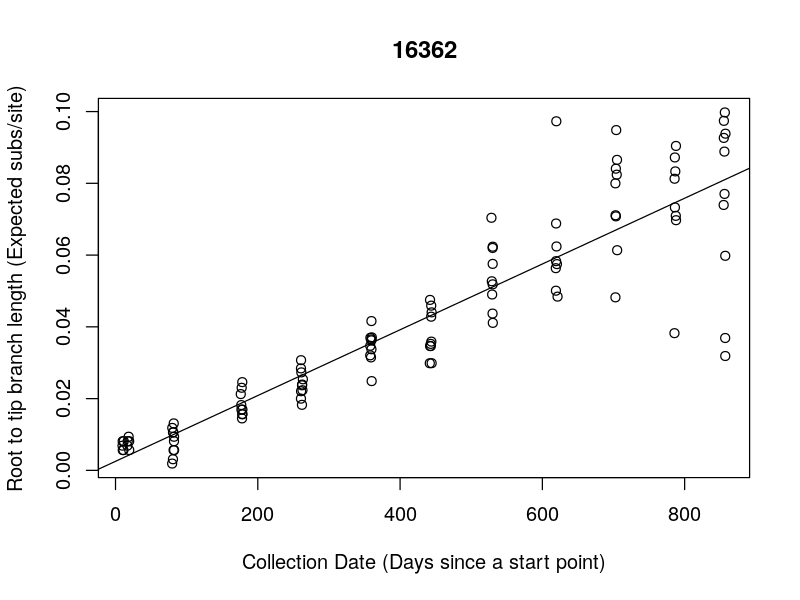 16362
Root to tip branch length (Expected subs/site)
0.10
0.08
0.06
0.04
0.02
0.00
0 200 400 600 800
Collection Date (Days since a start point)